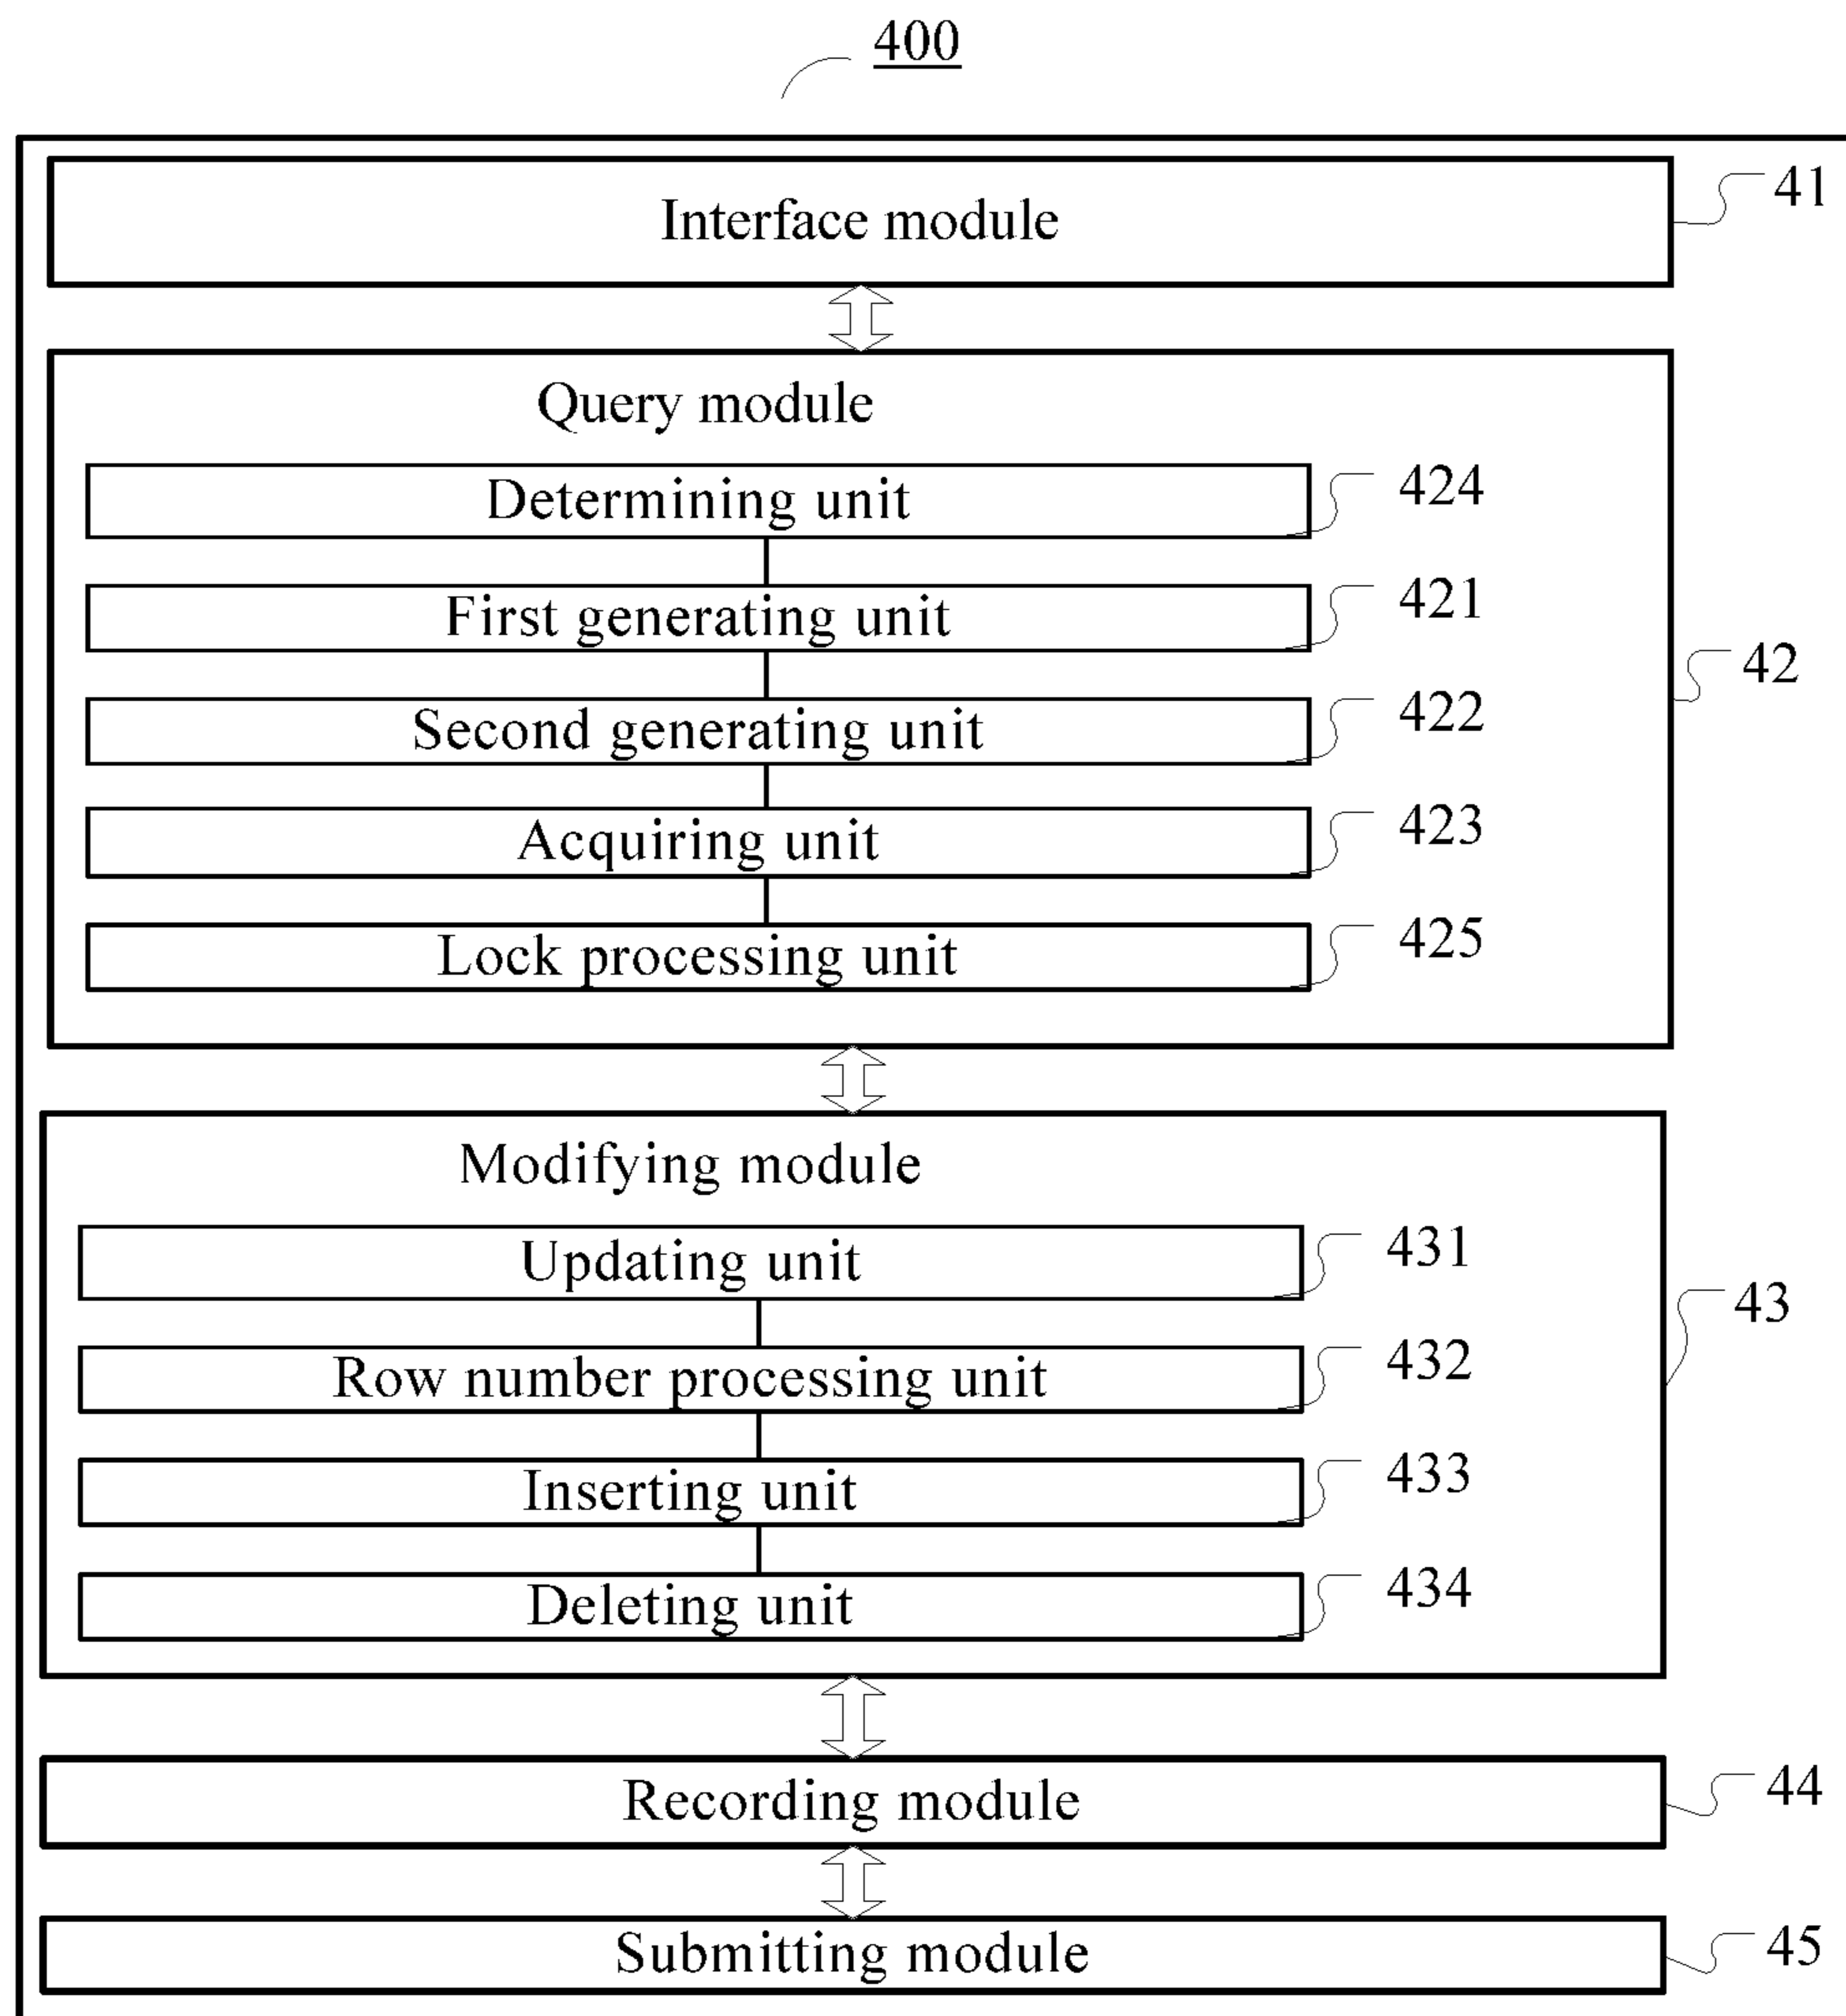 400
Interface module
41
Query module
Determining unit
424
First generating unit
421
42
Second generating unit
422
Acquiring unit
423
Lock processing unit
425
Modifying module
Updating unit
431
43
Row number processing unit
432
Inserting unit
433
Deleting unit
434
Recording module
44
Submitting module
45